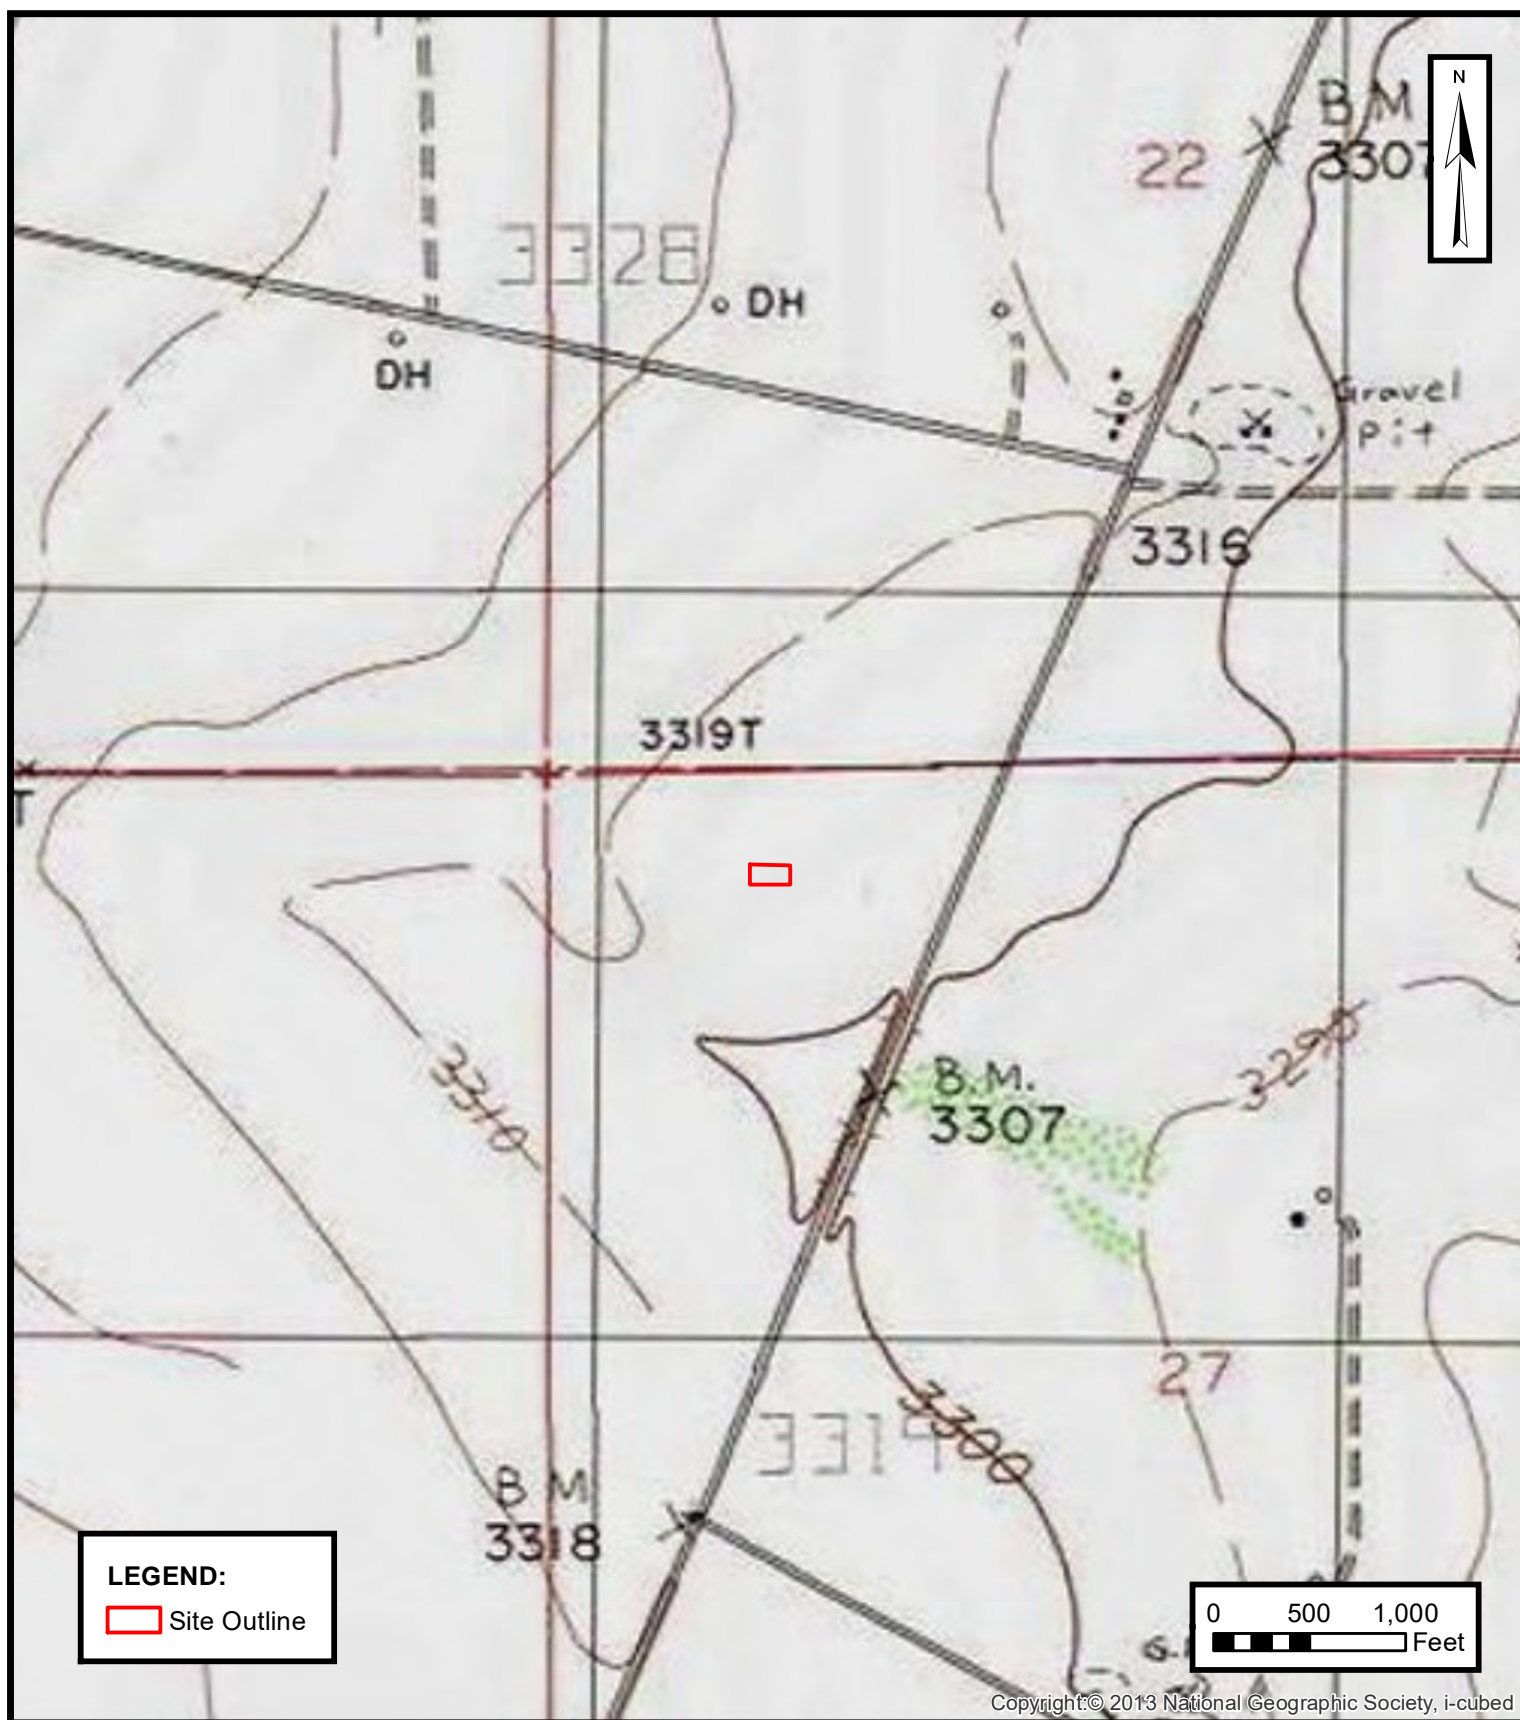 N
B M
3307
22
3328
DH
DH
Gravel
Pit
3316
3319T
T
3290
3310
B.M.
3307
27
3300
3319
B M
3318
LEGEND:
Site Outline
0 500 1,000
Feet
Copyright:© 2013 National Geographic Society, i-cubed